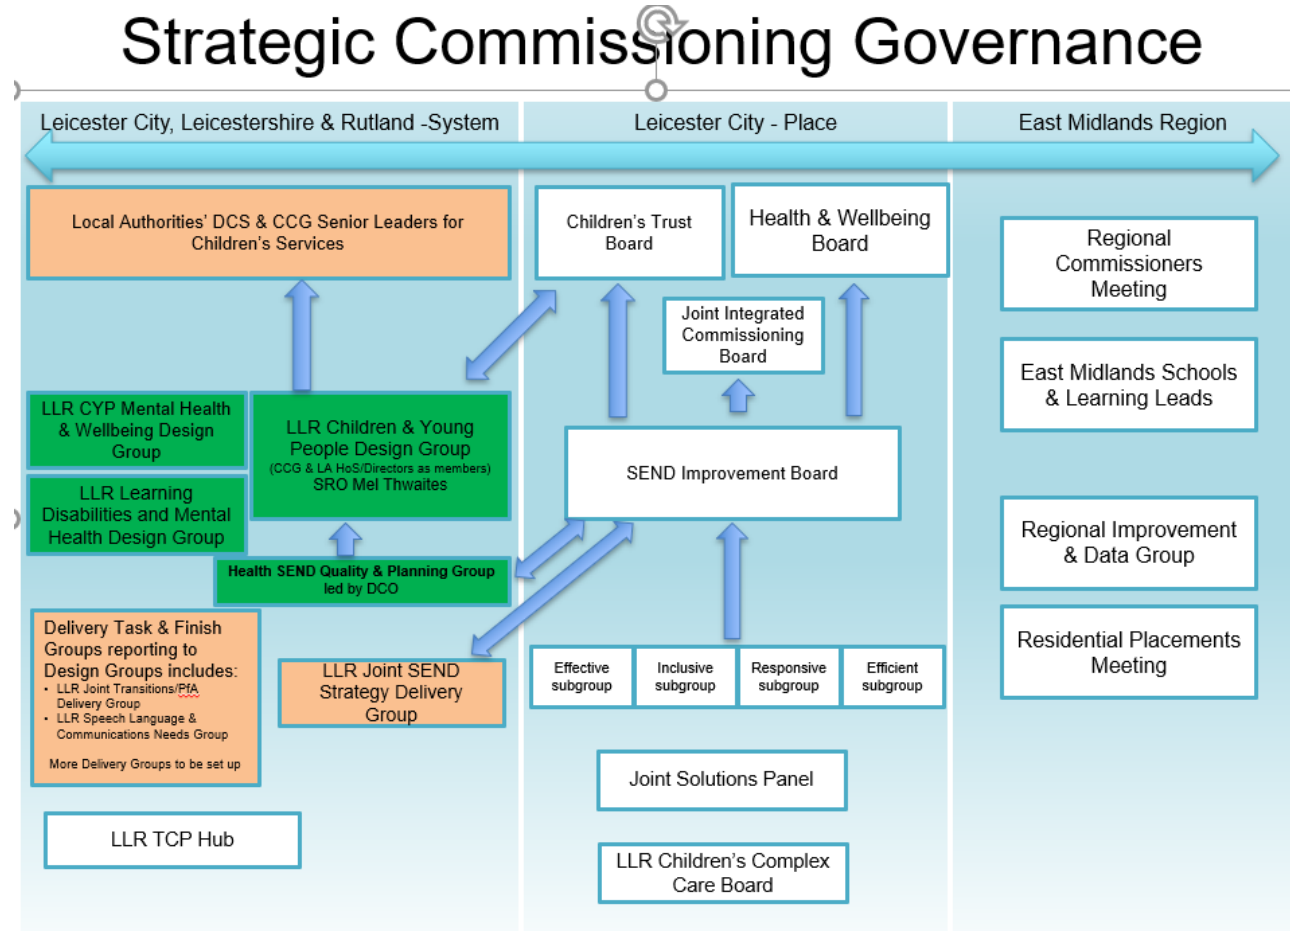 Strategic Commissioning Governance
Leicester City, Leicestershire & Rutland -System
Local Authorities' DCS & CCG Senior Leaders for
Children's Services
LLR CYP Mental Health
& Wellbeing Design
Group
LLR Children & Young
People Design Group
(CCG & LA HoS/Directors as members)
SRO Mel Thwaites
LLR Learning
Disabilities and Mental
Health Design Group
Health SEND Quality & Planning Group
led by DCO
Delivery Task & Finish
Groups reporting to
Design Groups includes:
• LLR Joint Transitions/PfA
Delivery Group
• LLR Speech Language &
Communications Needs Group
More Delivery Groups to be set up
LLR Joint SEND
Strategy Delivery
Group
LLR TCP Hub
Leicester City - Place
Children's Trust
Board
Health & Wellbeing
Board
Joint Integrated
Commissioning
Board
SEND Improvement Board
Effective
subgroup
Inclusive
subgroup
Responsive
subgroup
Efficient
subgroup
Joint Solutions Panel
LLR Children's Complex
Care Board
East Midlands Region
Regional
Commissioners
Meeting
East Midlands Schools
& Learning Leads
Regional Improvement
& Data Group
Residential Placements
Meeting